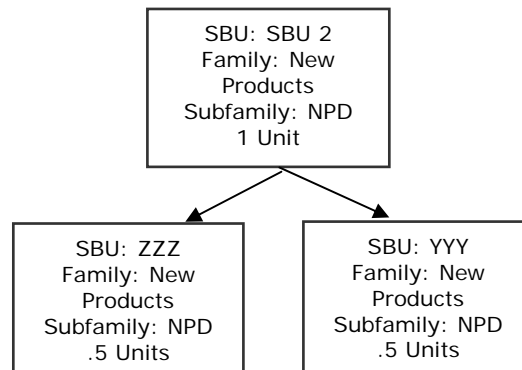 SBU: SBU 2
Family: New
Products
Subfamily: NPD
1 Unit
SBU: ZZZ
Family: New
Products
Subfamily: NPD
.5 Units
SBU: YYY
Family: New
Products
Subfamily: NPD
.5 Units